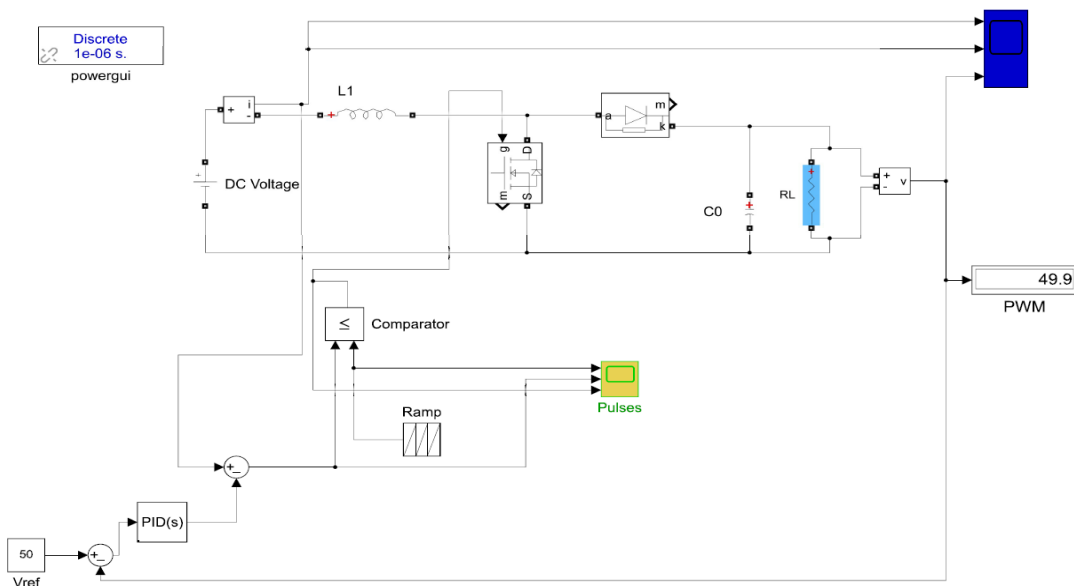 Discrete
1e-06 s.
powergui
i
+
-
L1
+
DC Voltage
+
g
D
m
S
a
m
k
C0
+
RL
+
+
-
v
49.9
PWM
≤
Comparator
Pulses
Ramp
+
-
PID(s)
50
Vref
+
-